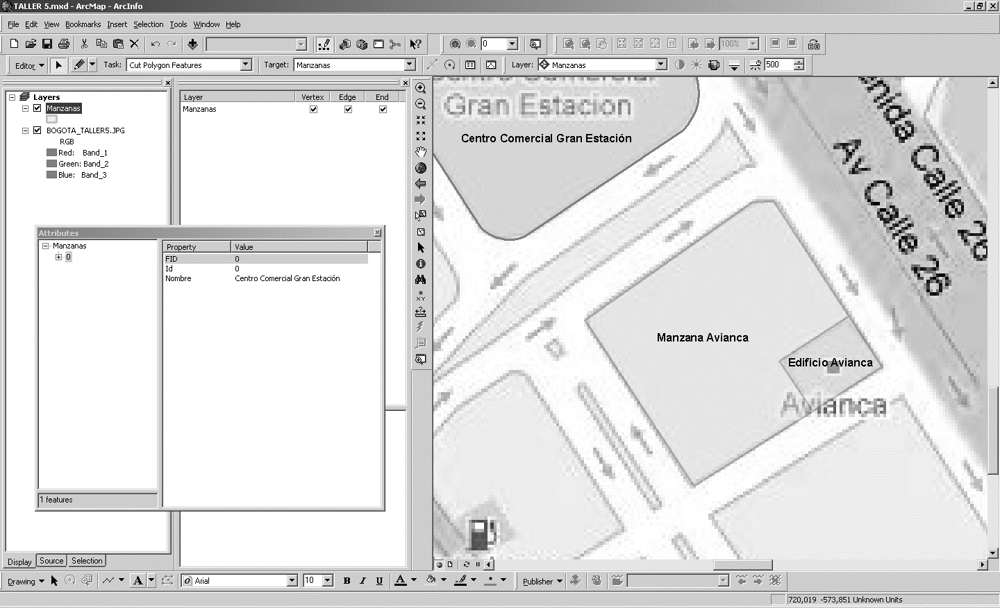 TALLER 5.mxd - ArcMap - ArcInfo
File Edit View Bookmarks Insert Selection Tools Window Help
0
100%
Editor Task: Cut Polygon Features Target: Manzanas Layer: Manzanas 500
Layers
Manzanas
BOGOTA_TALLER5.JPG
RGB
Red: Band_1
Green: Band_2
Blue: Band_3
Layer Vertex Edge End
Manzanas
Attributes
Manzanas
0
Property Value
FID 0
Id 0
Nombre Centro Comercial Gran Estación
1 features
Centro Comercial
Gran Estacion
Centro Comercial Gran Estación
Avenida Calle 26
Av Calle 26
Manzana Avianca
Edificio Avianca
Avianca
XY
Display Source Selection
Drawing A Arial 10 B I U A Publisher
720,019 -573,851 Unknown Units